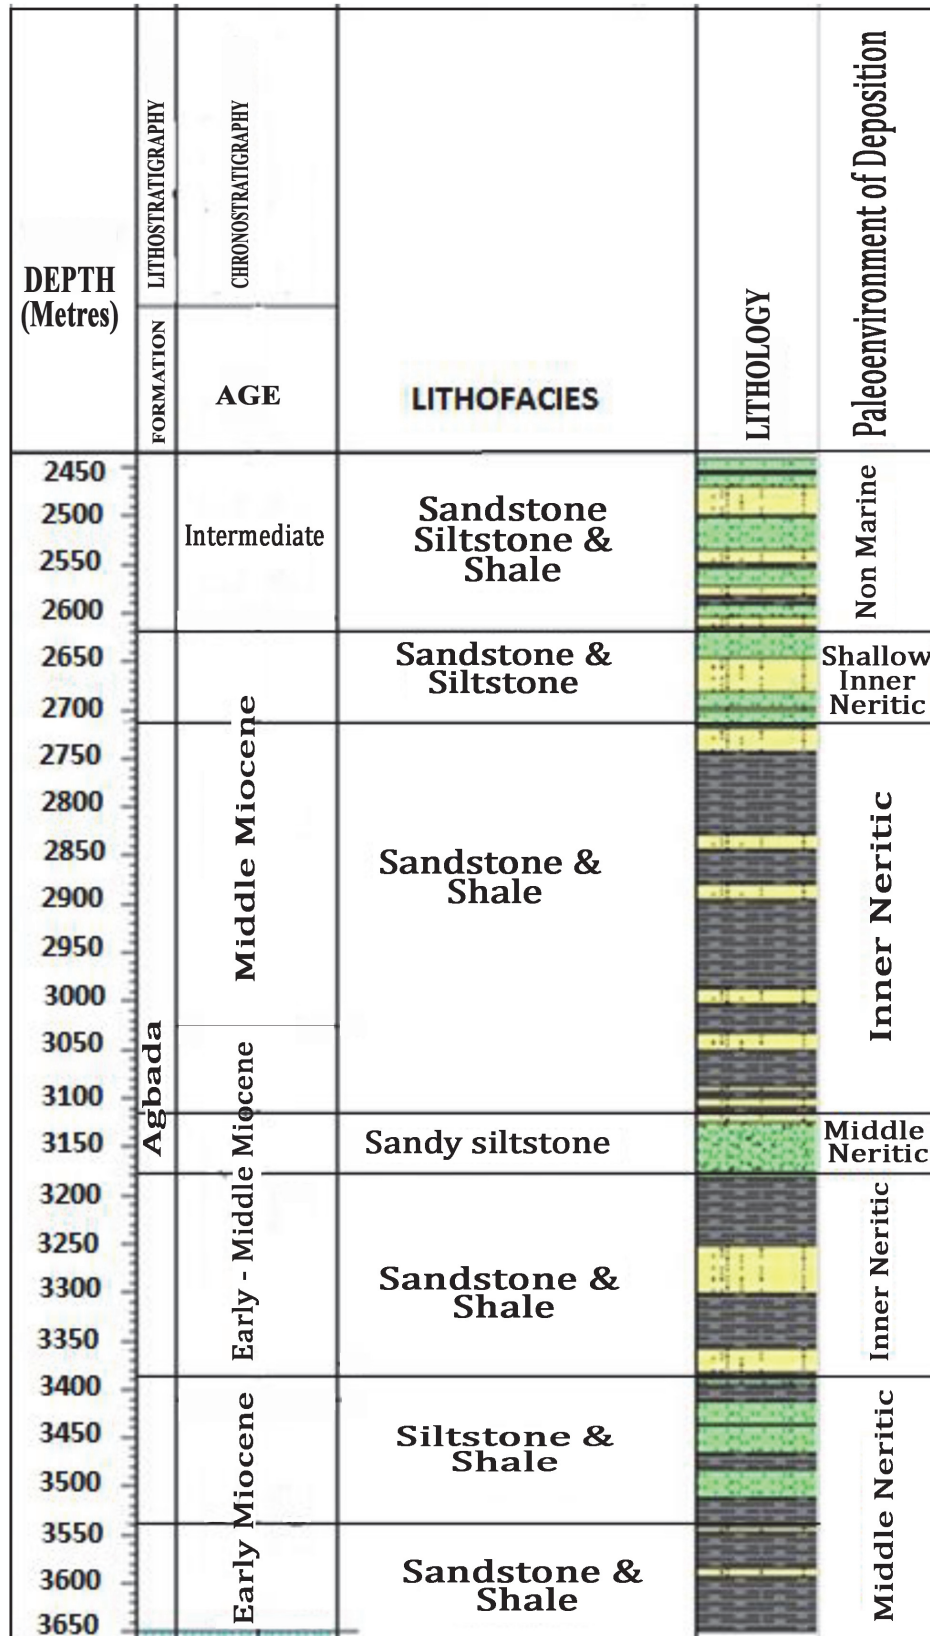 DEPTH
(Metres)
LITHOSTRATIGRAPHY
CHRONOSTRATIGRAPHY
FORMATION
AGE
LITHOFACIES
LITHOLOGY
Paleoenvironment of Deposition
2450
2500
2550
2600
2650
2700
2750
2800
2850
2900
2950
3000
3050
3100
3150
3200
3250
3300
3350
3400
3450
3500
3550
3600
3650
Agbada
Intermediate
Middle Miocene
Early - Middle Miocene
Early Miocene
Sandstone
Siltstone &
Shale
Sandstone &
Siltstone
Sandstone &
Shale
Sandy siltstone
Sandstone &
Shale
Siltstone &
Shale
Sandstone &
Shale
Non Marine
Shallow
Inner
Neritic
Inner Neritic
Middle
Neritic
Inner Neritic
Middle Neritic